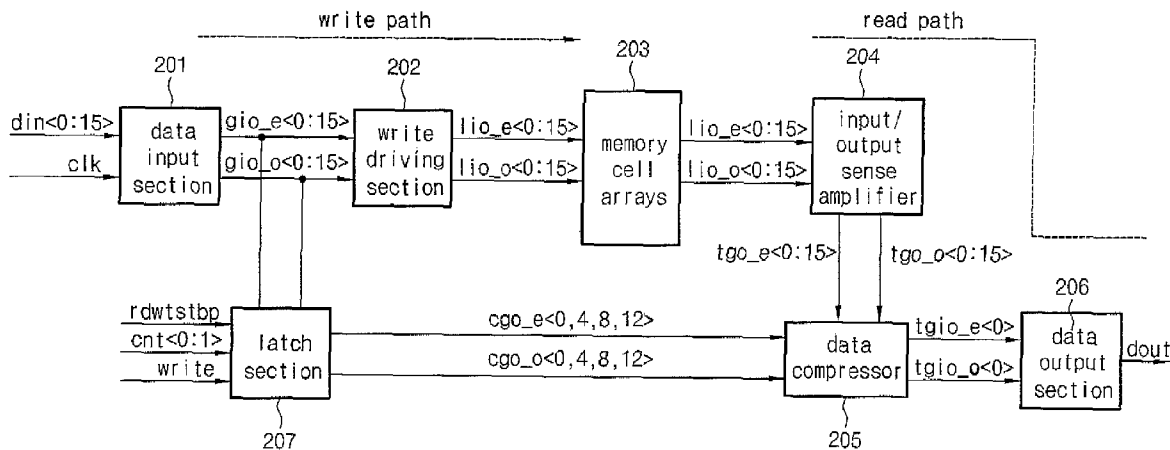 write path
read path
201
202
203
204
din<0:15>
clk
data
input
section
gio_e<0:15>
gio_o<0:15>
write
driving
section
lio_e<0:15>
lio_o<0:15>
memory
cell
arrays
lio_e<0:15>
lio_o<0:15>
input/
output
sense
amplifier
tgo_e<0:15>
tgo_o<0:15>
rdwtstbp
cnt<0:1>
write
latch
section
207
cgo_e<0,4,8,12>
cgo_o<0,4,8,12>
data
compressor
205
tgio_e<0>
tgio_o<0>
206
data
output
section
dout